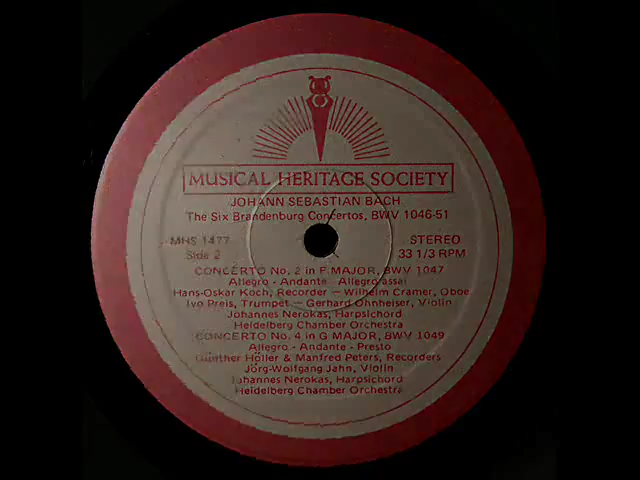 MUSICAL HERITAGE SOCIETY
JOHANN SEBASTIAN BACH
The Six Brandenburg Concertos, BWV 1046-51
MHS 1477 STEREO
Side 2 33 1/3 RPM
CONCERTO No. 2 in F MAJOR, BWV 1047
Allegro - Andante - Allegro assai
Hans-Oskar Koch, Recorder — Wilhelm Cramer, Oboe
Ivo Preis, Trumpet — Gerhard Ohnheiser, Violin
Johannes Nerokas, Harpsichord
Heidelberg Chamber Orchestra
CONCERTO No. 4 in G MAJOR, BWV 1049
Allegro - Andante - Presto
Günther Höller & Manfred Peters, Recorders
Jörg-Wolfgang Jahn, Violin
Johannes Nerokas, Harpsichord
Heidelberg Chamber Orchestra